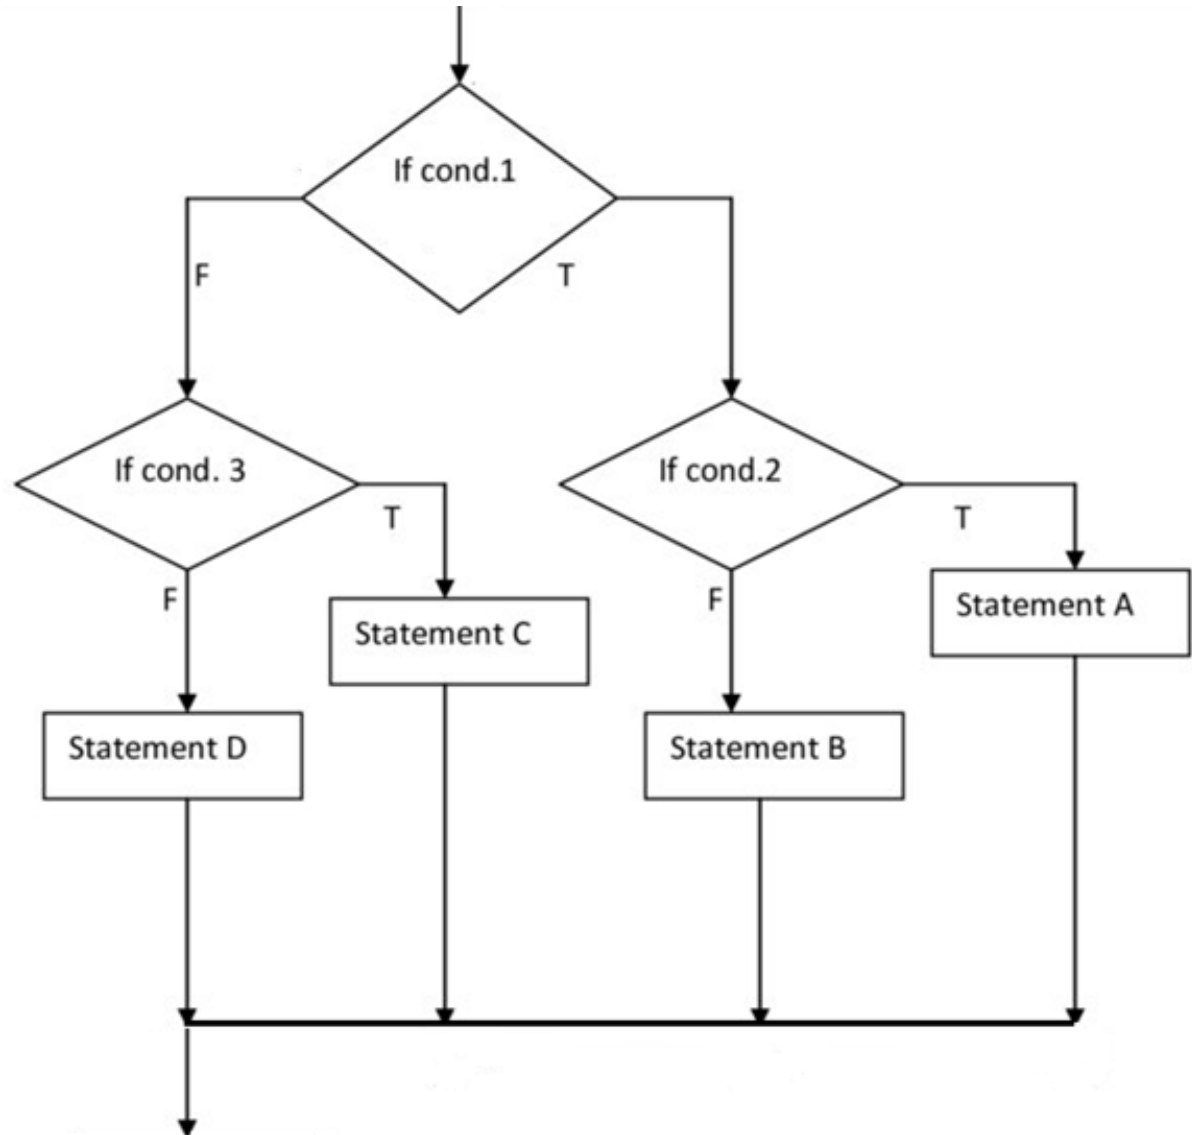 If cond.1
F
T
If cond. 3
If cond.2
T
T
F
F
Statement A
Statement C
Statement D
Statement B